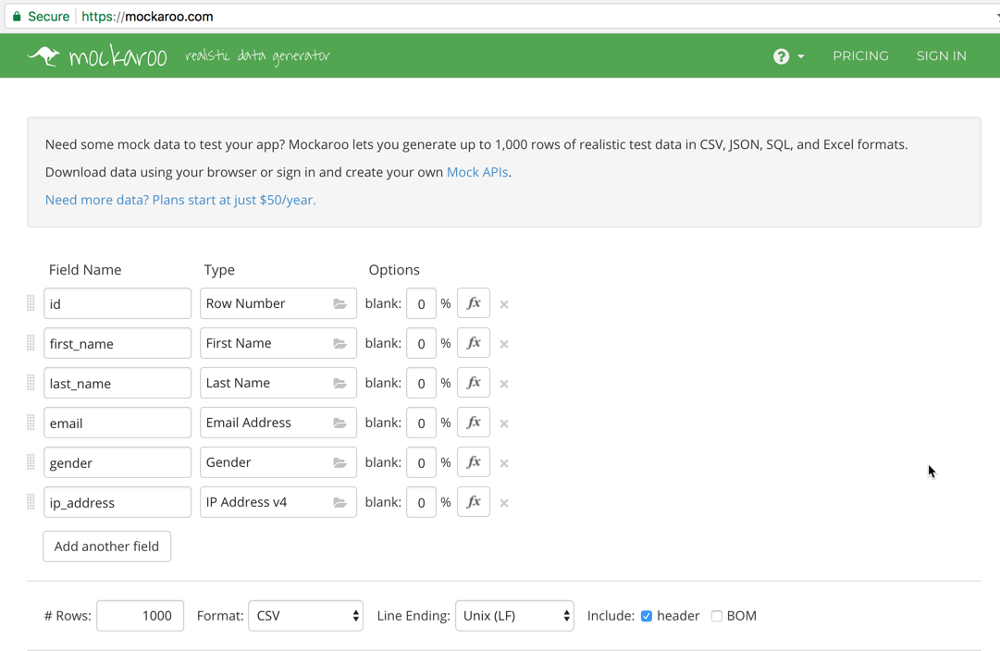 Secure https://mockaroo.com
mockaroo realistic data generator ? PRICING SIGN IN
Need some mock data to test your app? Mockaroo lets you generate up to 1,000 rows of realistic test data in CSV, JSON, SQL, and Excel formats.
Download data using your browser or sign in and create your own Mock APIs.
Need more data? Plans start at just $50/year.
Field Name Type Options
id Row Number blank: 0 % fx ×
first_name First Name blank: 0 % fx ×
last_name Last Name blank: 0 % fx ×
email Email Address blank: 0 % fx ×
gender Gender blank: 0 % fx ×
ip_address IP Address v4 blank: 0 % fx ×
Add another field
# Rows: 1000 Format: CSV Line Ending: Unix (LF) Include: header BOM